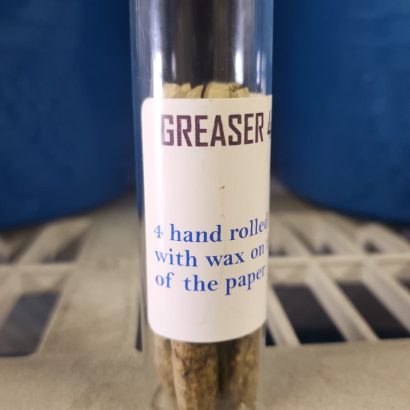 GREASER 4
4 hand rolled
with wax on
of the paper